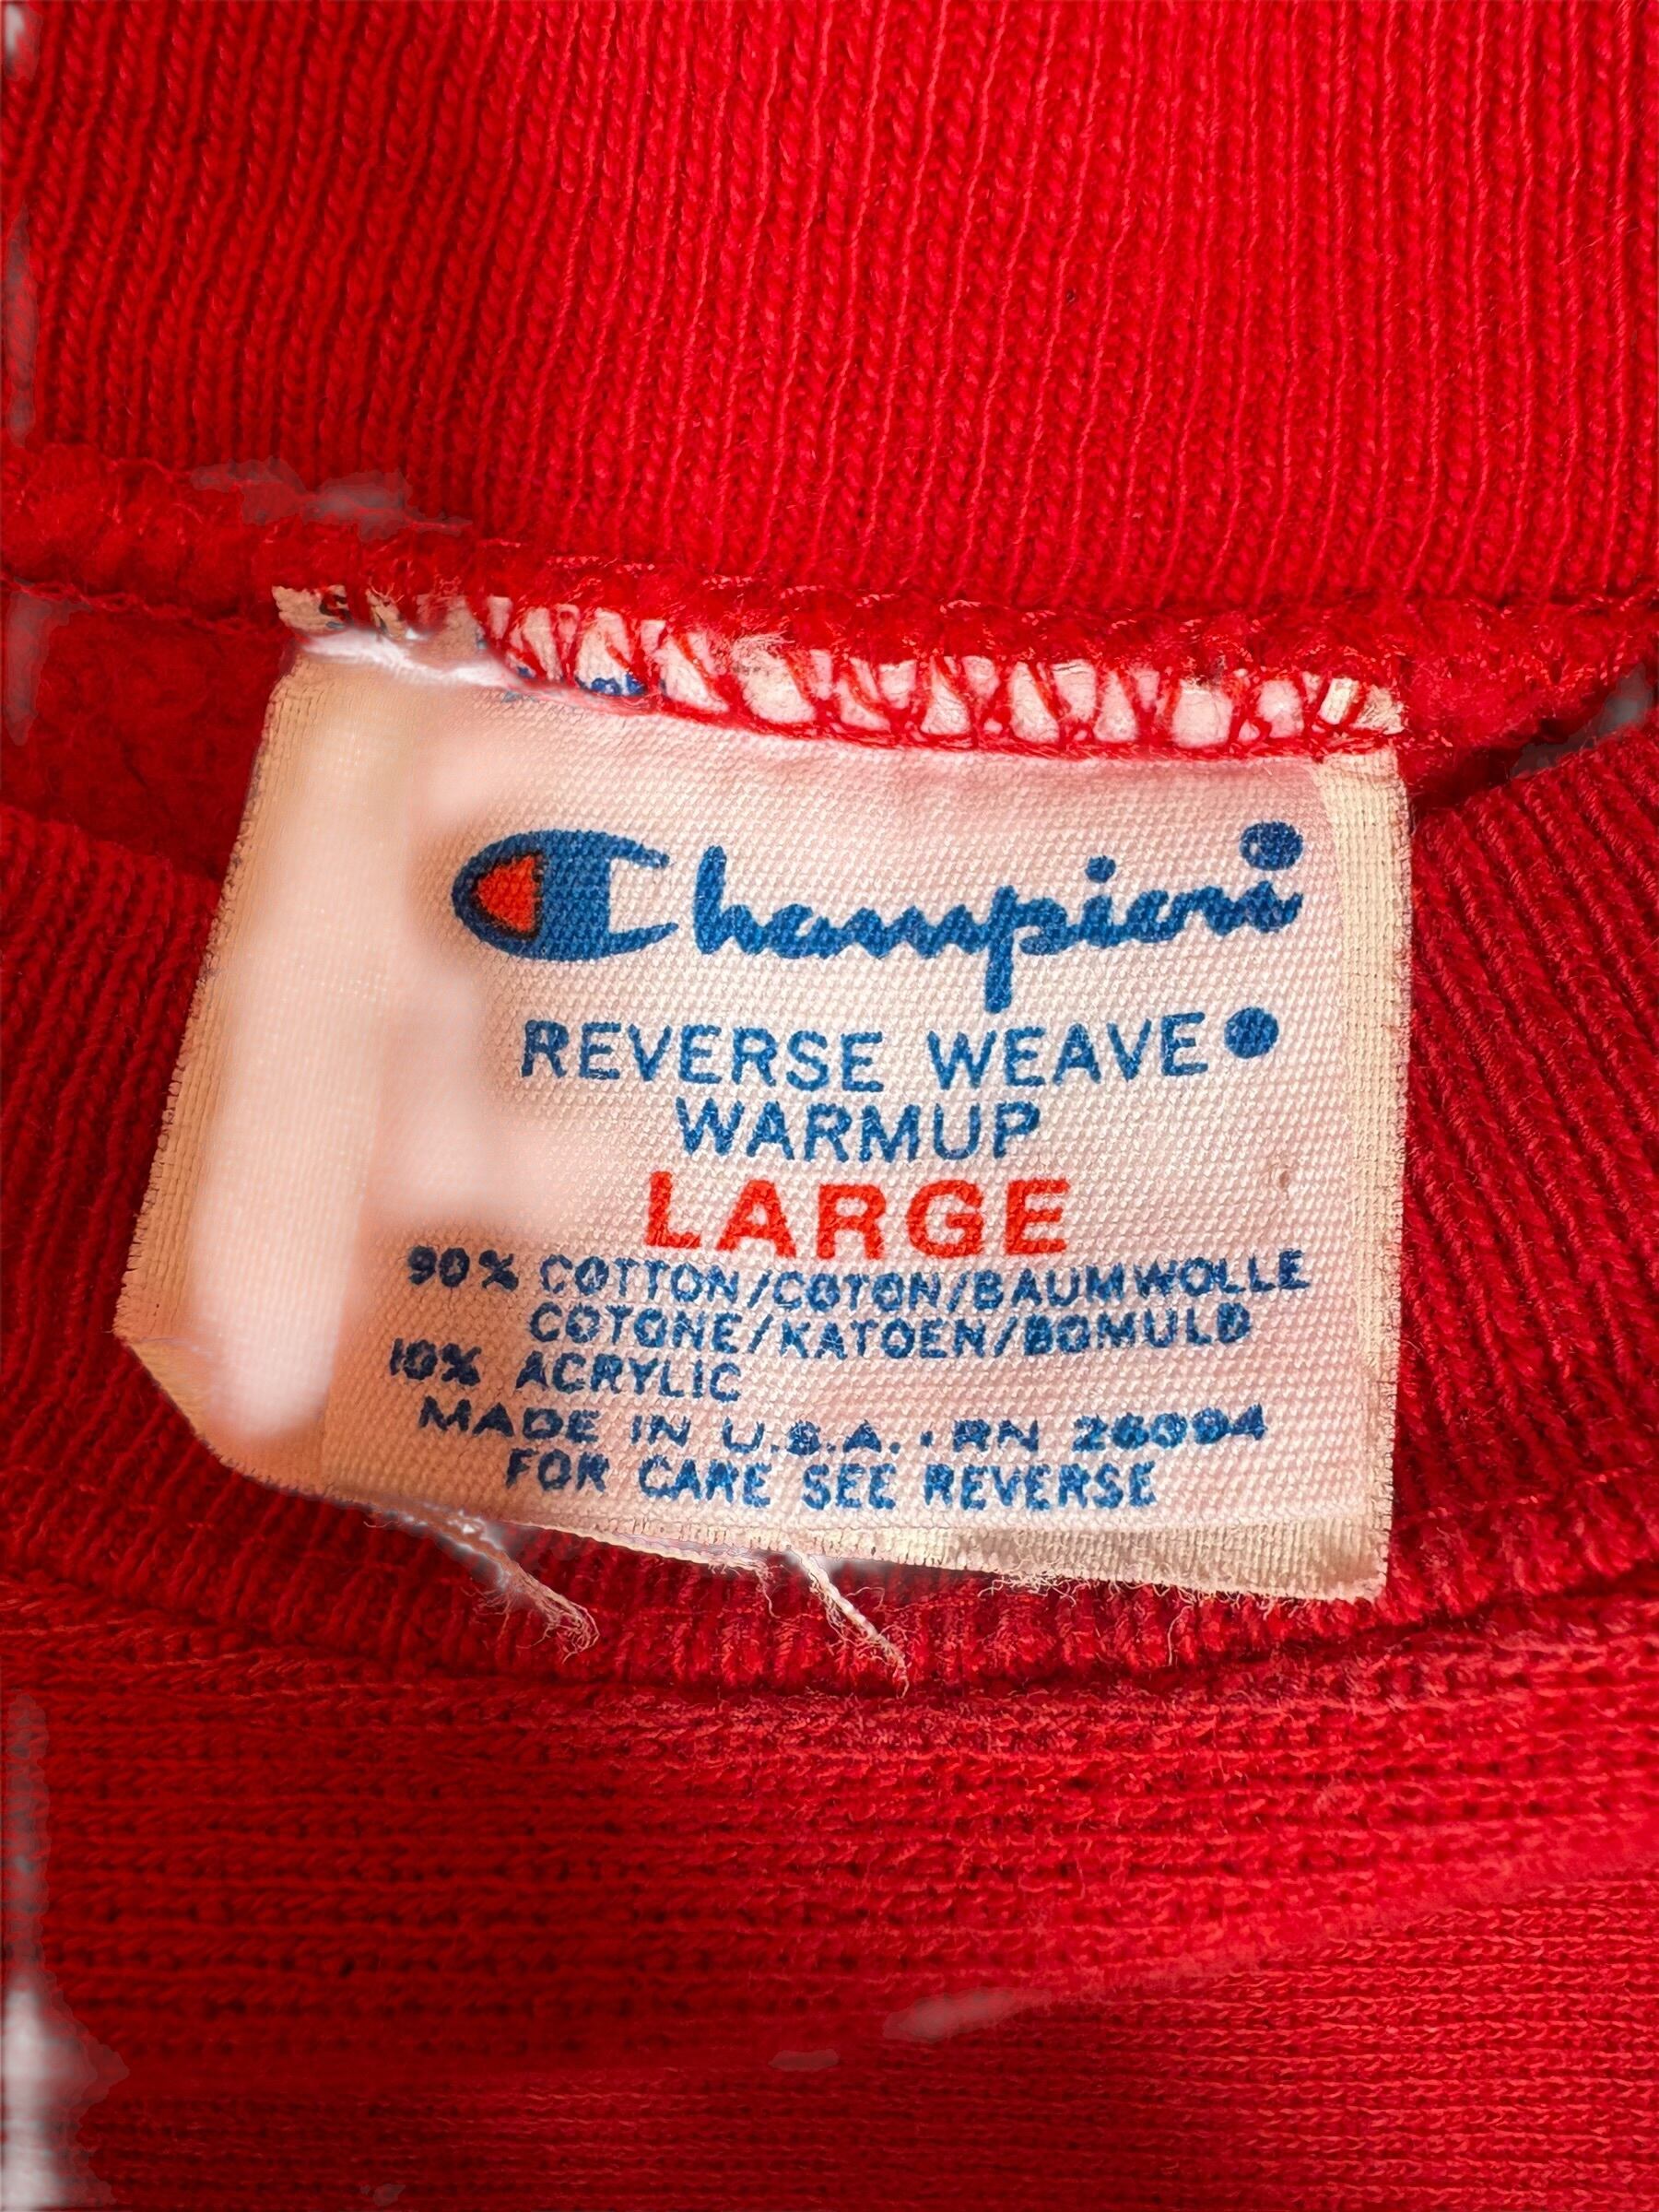 Champion
REVERSE WEAVE
WARMUP
LARGE
90% COTTON/COTON/BAUMWOLLE
COTONE/KATOEN/BOMULD
10% ACRYLIC
MADE IN U.S.A. • RN 26094
FOR CARE SEE REVERSE